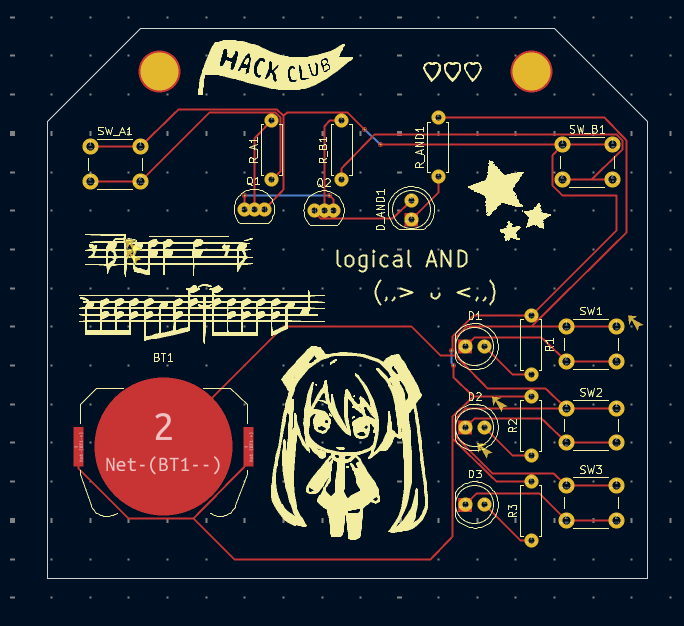 HACK CLUB
♡♡♡
SW_A1
R_A1
R_B1
R_AND1
SW_B1
Q1
Q2
D_AND1
logical AND
(,,> ᴗ <,,)
D1
SW1
R1
BT1
D2
SW2
R2
2
Net-(BT1--)
D3
SW3
R3